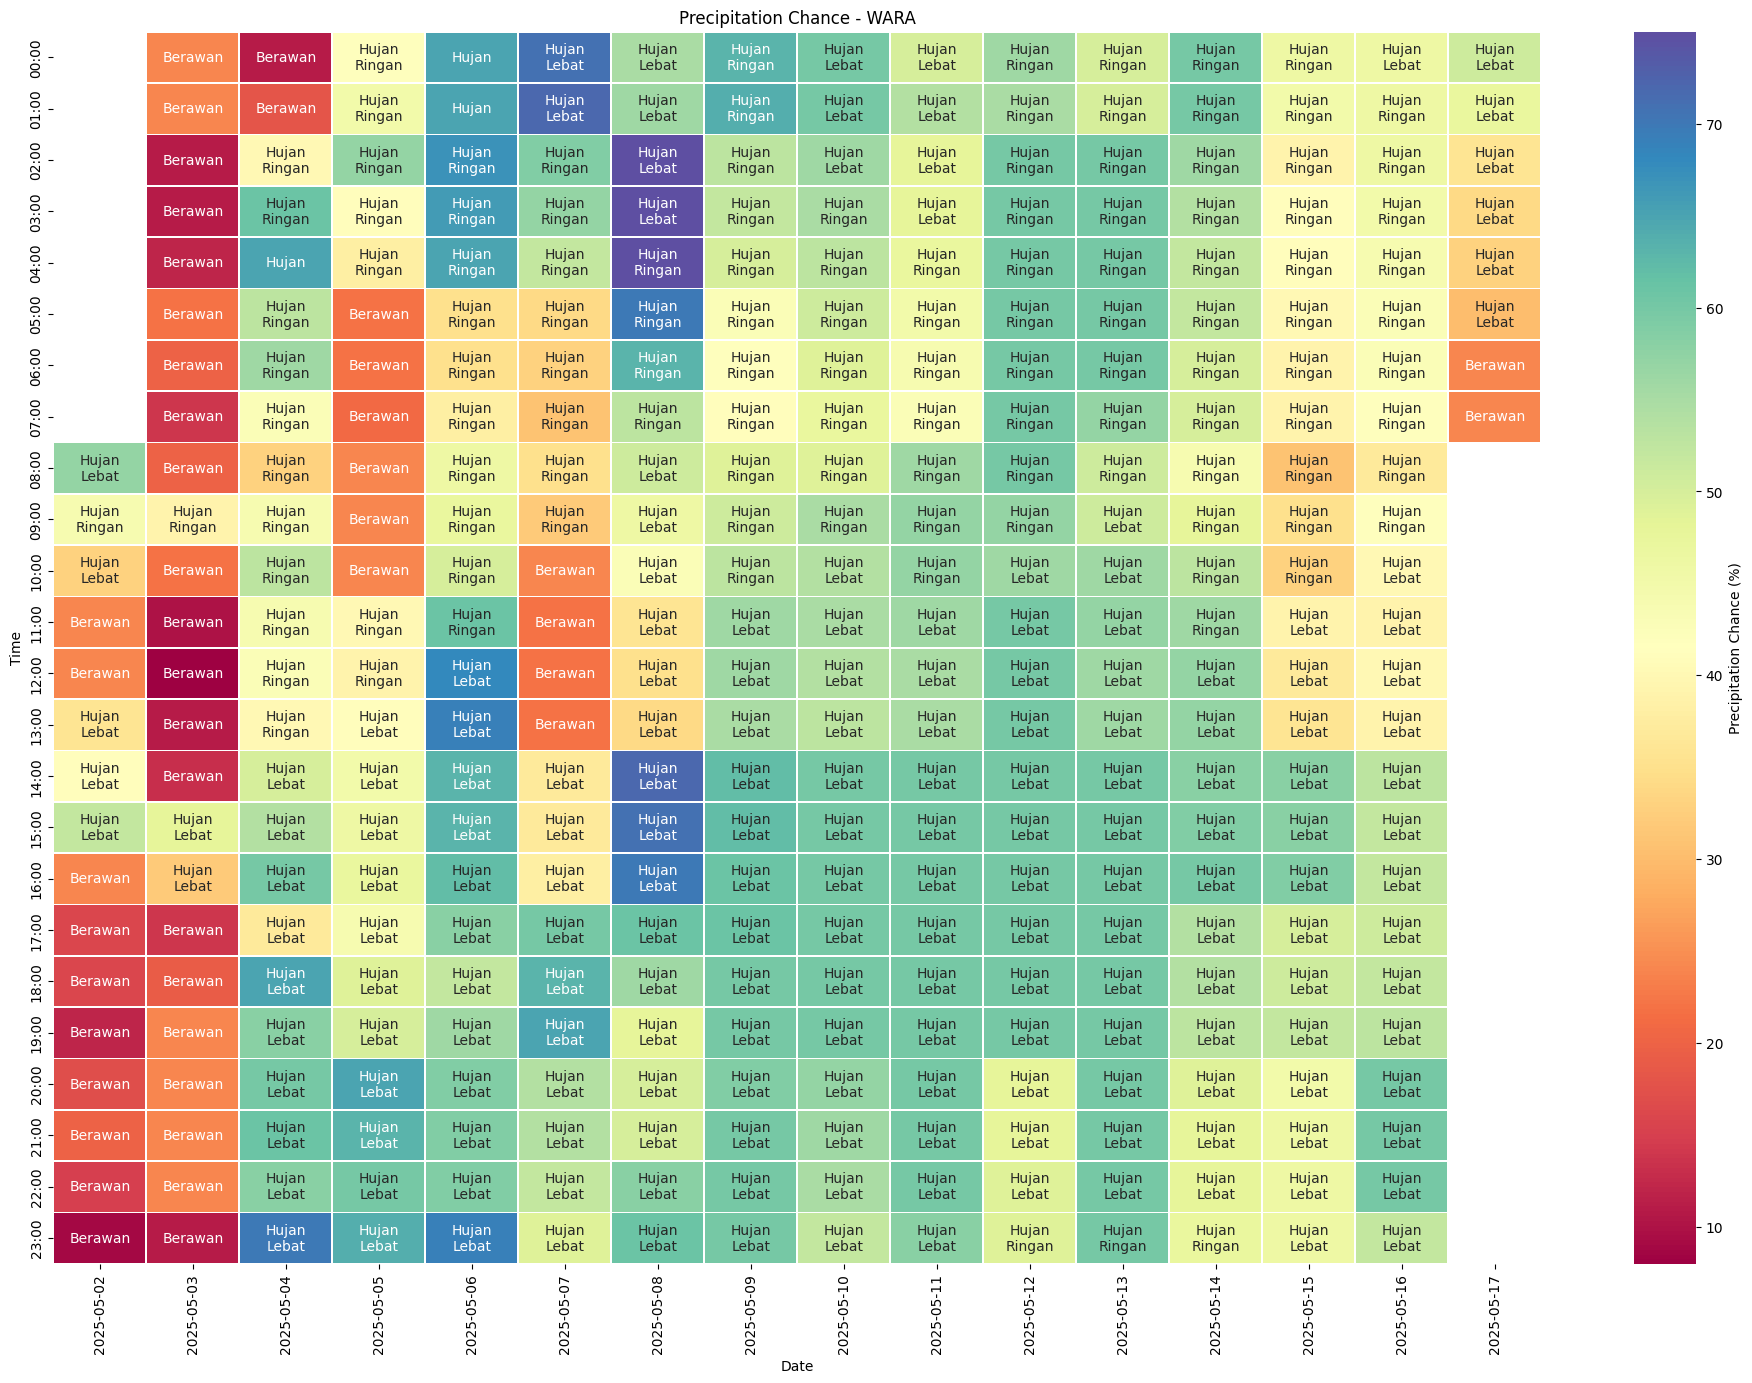 Precipitation Chance - WARA
00:00 Berawan Berawan Hujan Ringan Hujan Hujan Lebat Hujan Lebat Hujan Ringan Hujan Lebat Hujan Lebat Hujan Ringan Hujan Ringan Hujan Ringan Hujan Ringan Hujan Lebat Hujan Lebat
01:00 Berawan Berawan Hujan Ringan Hujan Hujan Lebat Hujan Lebat Hujan Ringan Hujan Lebat Hujan Lebat Hujan Ringan Hujan Ringan Hujan Ringan Hujan Ringan Hujan Ringan Hujan Lebat
02:00 Berawan Hujan Ringan Hujan Ringan Hujan Ringan Hujan Ringan Hujan Lebat Hujan Ringan Hujan Lebat Hujan Lebat Hujan Ringan Hujan Ringan Hujan Ringan Hujan Ringan Hujan Ringan Hujan Lebat
03:00 Berawan Hujan Ringan Hujan Ringan Hujan Ringan Hujan Ringan Hujan Lebat Hujan Ringan Hujan Ringan Hujan Lebat Hujan Ringan Hujan Ringan Hujan Ringan Hujan Ringan Hujan Ringan Hujan Lebat
04:00 Berawan Hujan Hujan Ringan Hujan Ringan Hujan Ringan Hujan Ringan Hujan Ringan Hujan Ringan Hujan Ringan Hujan Ringan Hujan Ringan Hujan Ringan Hujan Ringan Hujan Ringan Hujan Lebat
05:00 Berawan Hujan Ringan Berawan Hujan Ringan Hujan Ringan Hujan Ringan Hujan Ringan Hujan Ringan Hujan Ringan Hujan Ringan Hujan Ringan Hujan Ringan Hujan Ringan Hujan Ringan Hujan Lebat
06:00 Berawan Hujan Ringan Berawan Hujan Ringan Hujan Ringan Hujan Ringan Hujan Ringan Hujan Ringan Hujan Ringan Hujan Ringan Hujan Ringan Hujan Ringan Hujan Ringan Hujan Ringan Berawan
07:00 Berawan Hujan Ringan Berawan Hujan Ringan Hujan Ringan Hujan Ringan Hujan Ringan Hujan Ringan Hujan Ringan Hujan Ringan Hujan Ringan Hujan Ringan Hujan Ringan Hujan Ringan Berawan
08:00 Hujan Lebat Berawan Hujan Ringan Berawan Hujan Ringan Hujan Ringan Hujan Lebat Hujan Ringan Hujan Ringan Hujan Ringan Hujan Ringan Hujan Ringan Hujan Ringan Hujan Ringan Hujan Ringan
09:00 Hujan Ringan Hujan Ringan Hujan Ringan Berawan Hujan Ringan Hujan Ringan Hujan Lebat Hujan Ringan Hujan Ringan Hujan Ringan Hujan Ringan Hujan Lebat Hujan Ringan Hujan Ringan Hujan Ringan
10:00 Hujan Lebat Berawan Hujan Ringan Berawan Hujan Ringan Berawan Hujan Lebat Hujan Ringan Hujan Lebat Hujan Ringan Hujan Lebat Hujan Lebat Hujan Ringan Hujan Ringan Hujan Lebat
11:00 Berawan Berawan Hujan Ringan Hujan Ringan Hujan Ringan Berawan Hujan Lebat Hujan Lebat Hujan Lebat Hujan Lebat Hujan Lebat Hujan Lebat Hujan Ringan Hujan Lebat Hujan Lebat
12:00 Berawan Berawan Hujan Ringan Hujan Ringan Hujan Lebat Berawan Hujan Lebat Hujan Lebat Hujan Lebat Hujan Lebat Hujan Lebat Hujan Lebat Hujan Lebat Hujan Lebat Hujan Lebat
13:00 Hujan Lebat Berawan Hujan Ringan Hujan Lebat Hujan Lebat Berawan Hujan Lebat Hujan Lebat Hujan Lebat Hujan Lebat Hujan Lebat Hujan Lebat Hujan Lebat Hujan Lebat Hujan Lebat
14:00 Hujan Lebat Berawan Hujan Lebat Hujan Lebat Hujan Lebat Hujan Lebat Hujan Lebat Hujan Lebat Hujan Lebat Hujan Lebat Hujan Lebat Hujan Lebat Hujan Lebat Hujan Lebat Hujan Lebat
15:00 Hujan Lebat Hujan Lebat Hujan Lebat Hujan Lebat Hujan Lebat Hujan Lebat Hujan Lebat Hujan Lebat Hujan Lebat Hujan Lebat Hujan Lebat Hujan Lebat Hujan Lebat Hujan Lebat Hujan Lebat
16:00 Berawan Hujan Lebat Hujan Lebat Hujan Lebat Hujan Lebat Hujan Lebat Hujan Lebat Hujan Lebat Hujan Lebat Hujan Lebat Hujan Lebat Hujan Lebat Hujan Lebat Hujan Lebat Hujan Lebat
17:00 Berawan Berawan Hujan Lebat Hujan Lebat Hujan Lebat Hujan Lebat Hujan Lebat Hujan Lebat Hujan Lebat Hujan Lebat Hujan Lebat Hujan Lebat Hujan Lebat Hujan Lebat Hujan Lebat
18:00 Berawan Berawan Hujan Lebat Hujan Lebat Hujan Lebat Hujan Lebat Hujan Lebat Hujan Lebat Hujan Lebat Hujan Lebat Hujan Lebat Hujan Lebat Hujan Lebat Hujan Lebat Hujan Lebat
19:00 Berawan Berawan Hujan Lebat Hujan Lebat Hujan Lebat Hujan Lebat Hujan Lebat Hujan Lebat Hujan Lebat Hujan Lebat Hujan Lebat Hujan Lebat Hujan Lebat Hujan Lebat Hujan Lebat
20:00 Berawan Berawan Hujan Lebat Hujan Lebat Hujan Lebat Hujan Lebat Hujan Lebat Hujan Lebat Hujan Lebat Hujan Lebat Hujan Lebat Hujan Lebat Hujan Lebat Hujan Lebat Hujan Lebat
21:00 Berawan Berawan Hujan Lebat Hujan Lebat Hujan Lebat Hujan Lebat Hujan Lebat Hujan Lebat Hujan Lebat Hujan Lebat Hujan Lebat Hujan Lebat Hujan Lebat Hujan Lebat Hujan Lebat
22:00 Berawan Berawan Hujan Lebat Hujan Lebat Hujan Lebat Hujan Lebat Hujan Lebat Hujan Lebat Hujan Lebat Hujan Lebat Hujan Lebat Hujan Lebat Hujan Lebat Hujan Lebat Hujan Lebat
23:00 Berawan Berawan Hujan Lebat Hujan Lebat Hujan Lebat Hujan Lebat Hujan Lebat Hujan Lebat Hujan Lebat Hujan Lebat Hujan Ringan Hujan Ringan Hujan Ringan Hujan Lebat Hujan Lebat
Time
2025-05-02 2025-05-03 2025-05-04 2025-05-05 2025-05-06 2025-05-07 2025-05-08 2025-05-09 2025-05-10 2025-05-11 2025-05-12 2025-05-13 2025-05-14 2025-05-15 2025-05-16 2025-05-17
Date
70
60
50
40
30
20
10
Precipitation Chance (%)